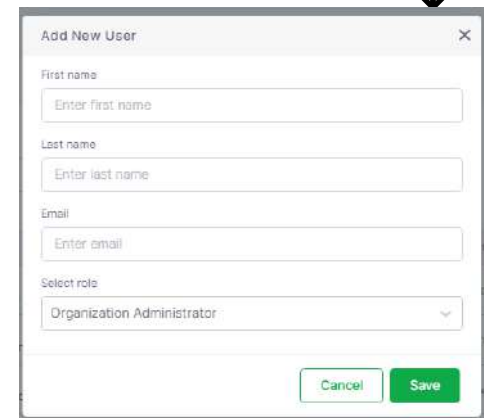 Add New User
First name
Enter first name
Last name
Enter last name
Email
Enter email
Select role
Organization Administrator
Cancel Save